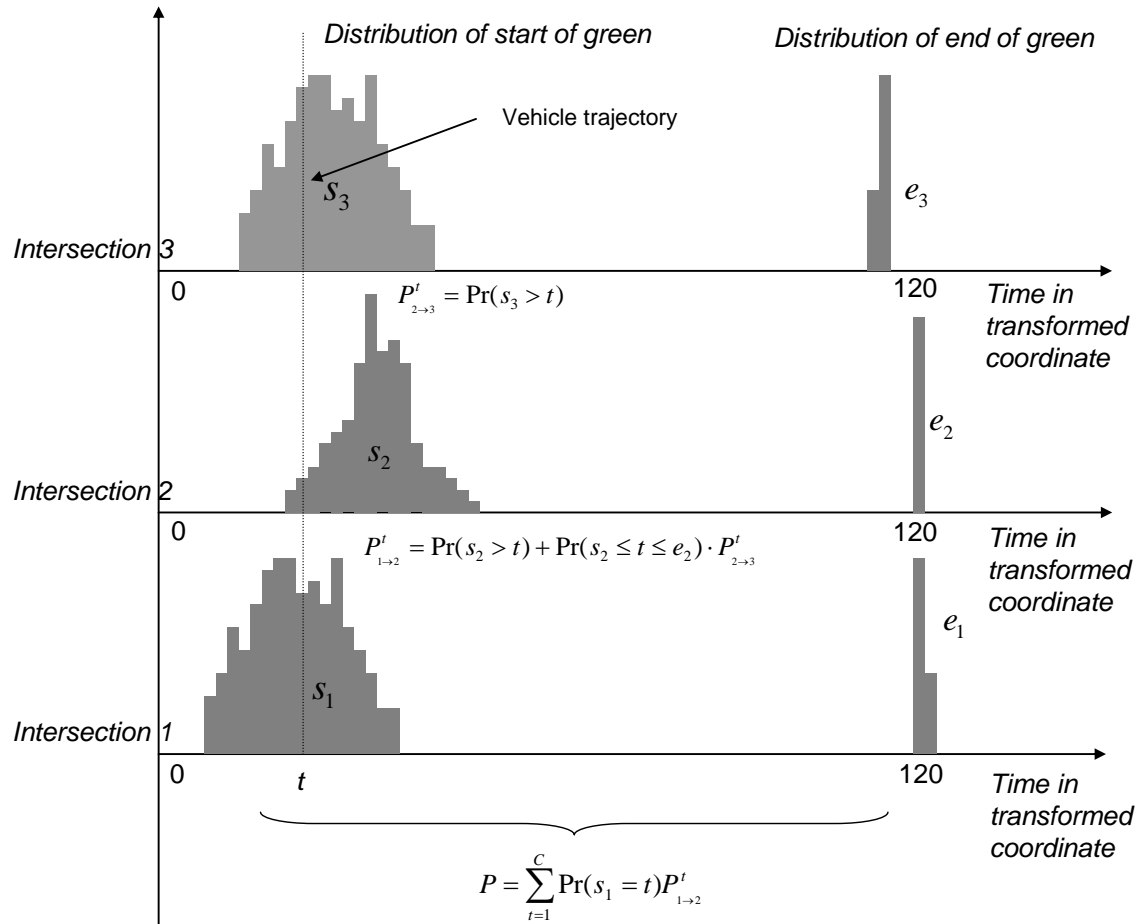 Distribution of start of green
Distribution of end of green
Vehicle trajectory
s₃
e₃
Intersection 3
0
120
Time in
transformed
coordinate
P^t_{2→3} = Pr(s₃ > t)
s₂
e₂
Intersection 2
0
120
Time in
transformed
coordinate
P^t_{1→2} = Pr(s₂ > t) + Pr(s₂ ≤ t ≤ e₂) · P^t_{2→3}
e₁
s₁
Intersection 1
0
t
120
Time in
transformed
coordinate
P = ∑_{t=1}^{C} Pr(s₁ = t)P^t_{1→2}